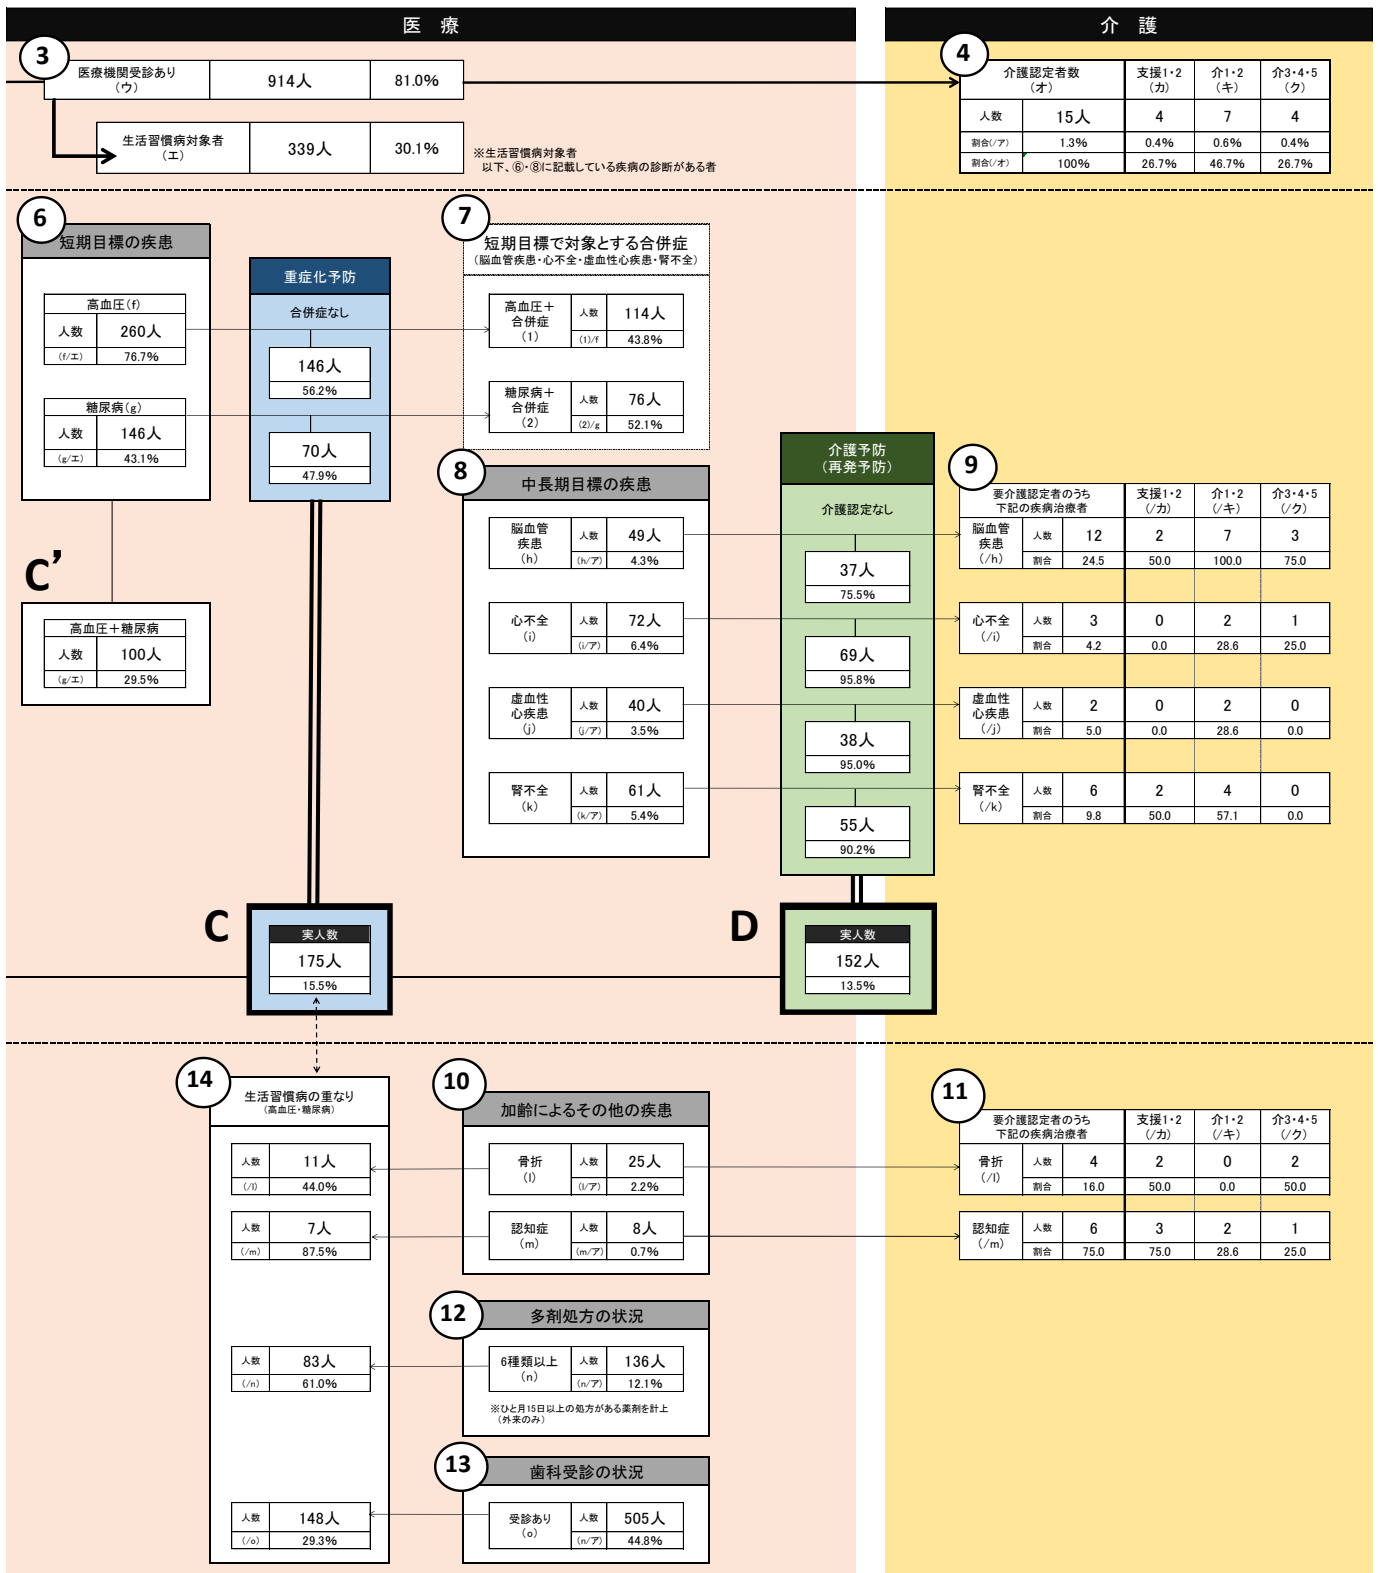 医 療
介 護
3
医療機関受診あり
(ウ)
914人
81.0%
生活習慣病対象者
(エ)
339人
30.1%
※生活習慣病対象者
以下、⑥・⑧に記載している疾病の診断がある者
4
介護認定者数
(オ)
支援1・2
(カ)
介1・2
(キ)
介3・4・5
(ク)
人数 15人 4 7 4
割合(/ア) 1.3% 0.4% 0.6% 0.4%
割合(/オ) 100% 26.7% 46.7% 26.7%
6
短期目標の疾患
高血圧(f)
人数 260人
(f/エ) 76.7%
糖尿病(g)
人数 146人
(g/エ) 43.1%
重症化予防
合併症なし
146人
56.2%
70人
47.9%
7
短期目標で対象とする合併症
(脳血管疾患・心不全・虚血性心疾患・腎不全)
高血圧+
合併症
(1)
人数 114人
(1)/f 43.8%
糖尿病+
合併症
(2)
人数 76人
(2)/g 52.1%
C’
高血圧+糖尿病
人数 100人
(g/エ) 29.5%
8
中長期目標の疾患
脳血管
疾患
(h)
人数 49人
(h/ア) 4.3%
心不全
(i)
人数 72人
(i/ア) 6.4%
虚血性
心疾患
(j)
人数 40人
(j/ア) 3.5%
腎不全
(k)
人数 61人
(k/ア) 5.4%
介護予防
(再発予防)
介護認定なし
37人
75.5%
69人
95.8%
38人
95.0%
55人
90.2%
9
要介護認定者のうち
下記の疾病治療者
支援1・2
(/カ)
介1・2
(/キ)
介3・4・5
(/ク)
脳血管
疾患
(/h)
人数 12 2 7 3
割合 24.5 50.0 100.0 75.0
心不全
(/i)
人数 3 0 2 1
割合 4.2 0.0 28.6 25.0
虚血性
心疾患
(/j)
人数 2 0 2 0
割合 5.0 0.0 28.6 0.0
腎不全
(/k)
人数 6 2 4 0
割合 9.8 50.0 57.1 0.0
C
実人数
175人
15.5%
D
実人数
152人
13.5%
14
生活習慣病の重なり
(高血圧・糖尿病)
人数 11人
(/l) 44.0%
人数 7人
(/m) 87.5%
人数 83人
(/n) 61.0%
人数 148人
(/o) 29.3%
10
加齢によるその他の疾患
骨折
(l)
人数 25人
(l/ア) 2.2%
認知症
(m)
人数 8人
(m/ア) 0.7%
11
要介護認定者のうち
下記の疾病治療者
支援1・2
(/カ)
介1・2
(/キ)
介3・4・5
(/ク)
骨折
(/l)
人数 4 2 0 2
割合 16.0 50.0 0.0 50.0
認知症
(/m)
人数 6 3 2 1
割合 75.0 75.0 28.6 25.0
12
多剤処方の状況
6種類以上
(n)
人数 136人
(n/ア) 12.1%
※ひと月15日以上の処方がある薬剤を計上
(外来のみ)
13
歯科受診の状況
受診あり
(o)
人数 505人
(n/ア) 44.8%